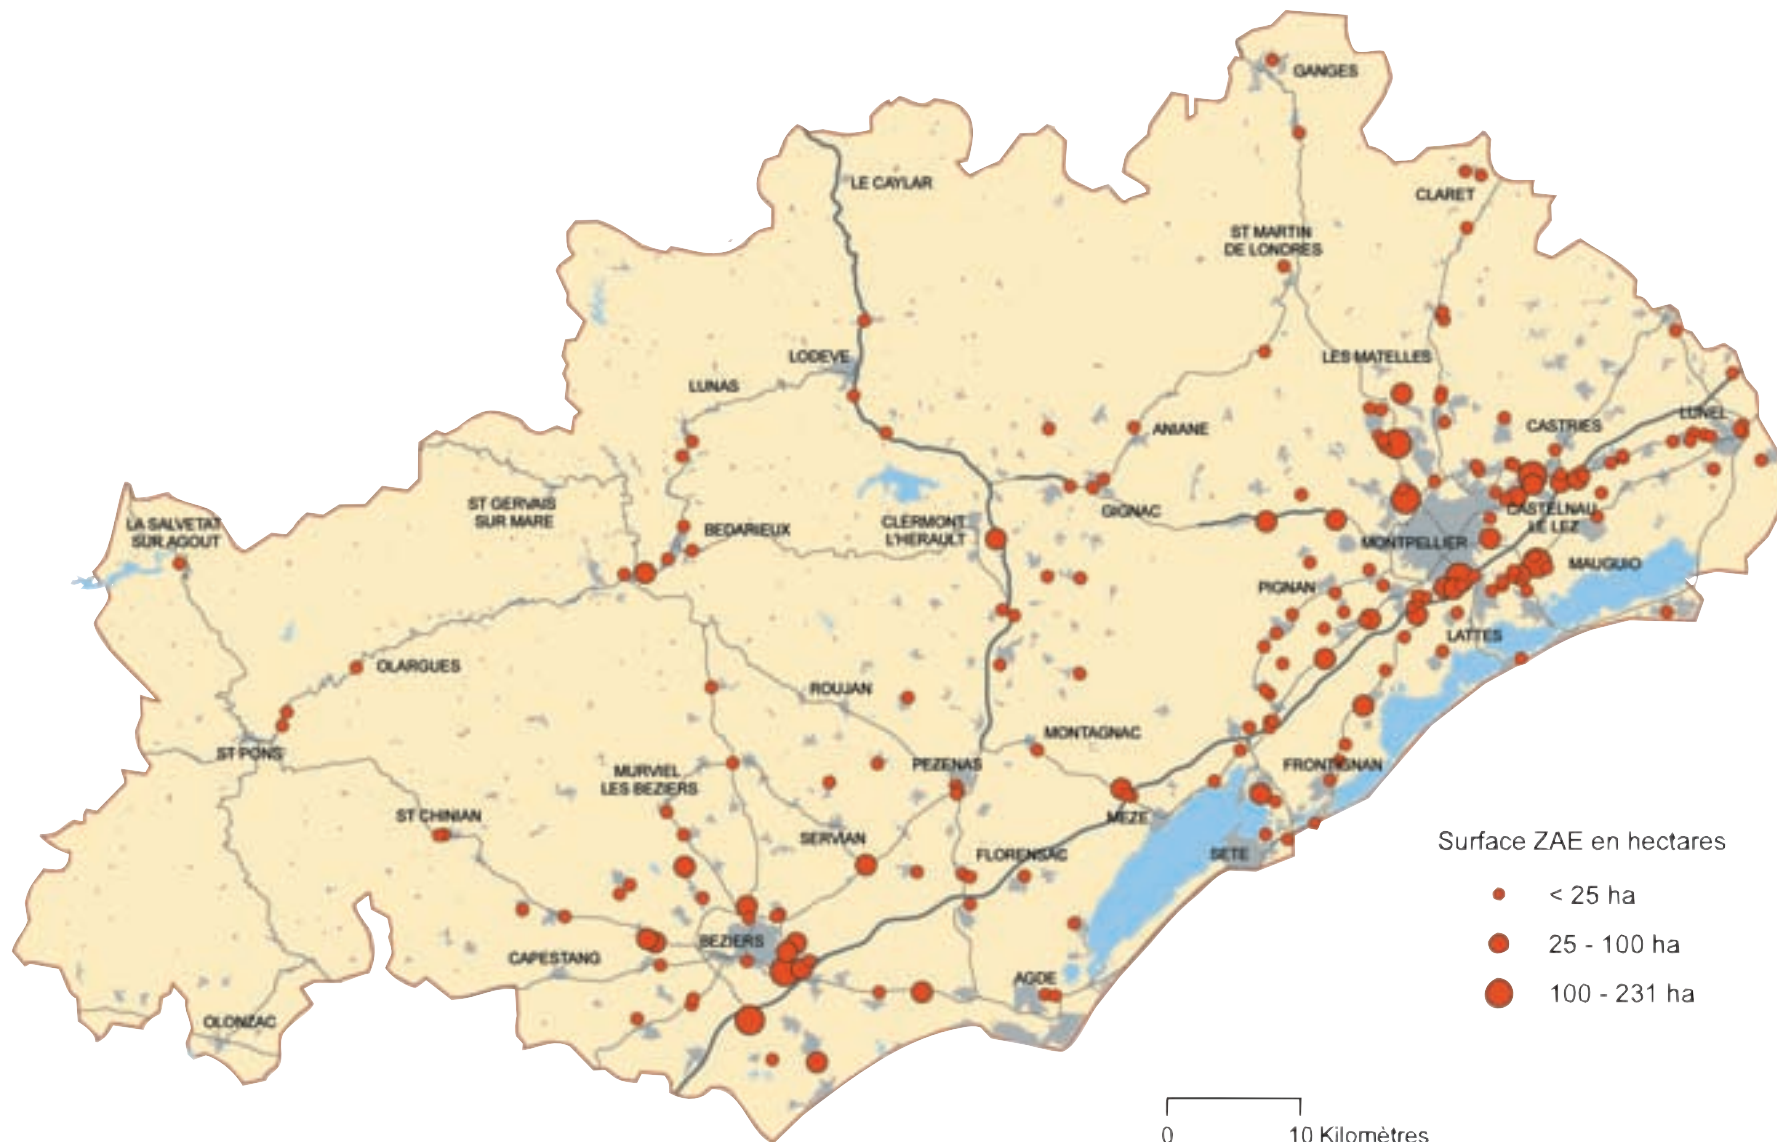 GANGES
LE CAYLAR
CLARET
ST MARTIN
DE LONDRES
LODEVE
LES MATELLES
LUNAS
LUNEL
CASTRIES
ANIANE
ST GERVAIS
SUR MARE
GIGNAC
CASTELNAU
LE LEZ
LA SALVETAT
SUR AGOUT
BEDARIEUX
CLERMONT
L'HERAULT
MONTPELLIER
MAUGUIO
PIGNAN
LATTES
OLARGUES
ROUJAN
MONTAGNAC
ST PONS
PEZENAS
FRONTIGNAN
MURVIEL
LES BEZIERS
ST CHINIAN
MEZE
SERVIAN
FLORENSAC
SETE
BEZIERS
CAPESTANG
AGDE
OLONZAC
Surface ZAE en hectares
< 25 ha
25 - 100 ha
100 - 231 ha
0 10 Kilomètres